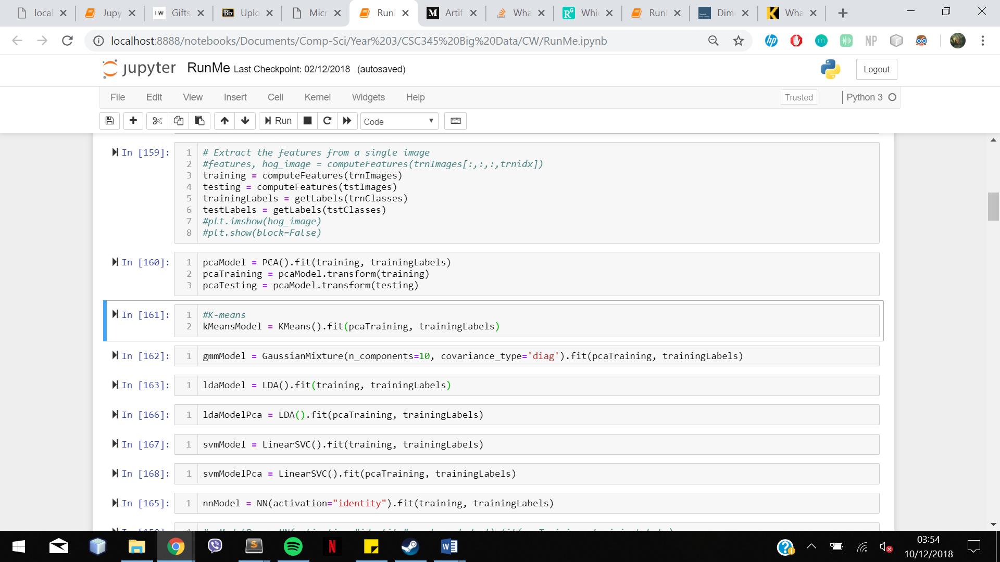 local
Jupy
IW Gifts
Bb Uplo
Micr
Run
M Artif
Wha
RG Whic
Run
Dim
K Wha
localhost:8888/notebooks/Documents/Comp-Sci/Year%203/CSC345%20Big%20Data/CW/RunMe.ipynb
hp
m
NP
jupyter RunMe Last Checkpoint: 02/12/2018 (autosaved)
Logout
File Edit View Insert Cell Kernel Widgets Help
Trusted
Python 3
Run
Code
In [159]:
1 # Extract the features from a single image
2 #features, hog_image = computeFeatures(trnImages[:,:,:,trnidx])
3 training = computeFeatures(trnImages)
4 testing = computeFeatures(tstImages)
5 trainingLabels = getLabels(trnClasses)
6 testLabels = getLabels(tstClasses)
7 #plt.imshow(hog_image)
8 #plt.show(block=False)
In [160]:
1 pcaModel = PCA().fit(training, trainingLabels)
2 pcaTraining = pcaModel.transform(training)
3 pcaTesting = pcaModel.transform(testing)
In [161]:
1 #K-means
2 kMeansModel = KMeans().fit(pcaTraining, trainingLabels)
In [162]:
1 gmmModel = GaussianMixture(n_components=10, covariance_type='diag').fit(pcaTraining, trainingLabels)
In [163]:
1 ldaModel = LDA().fit(training, trainingLabels)
In [166]:
1 ldaModelPca = LDA().fit(pcaTraining, trainingLabels)
In [167]:
1 svmModel = LinearSVC().fit(training, trainingLabels)
In [168]:
1 svmModelPca = LinearSVC().fit(pcaTraining, trainingLabels)
In [165]:
1 nnModel = NN(activation="identity").fit(training, trainingLabels)
03:54
10/12/2018